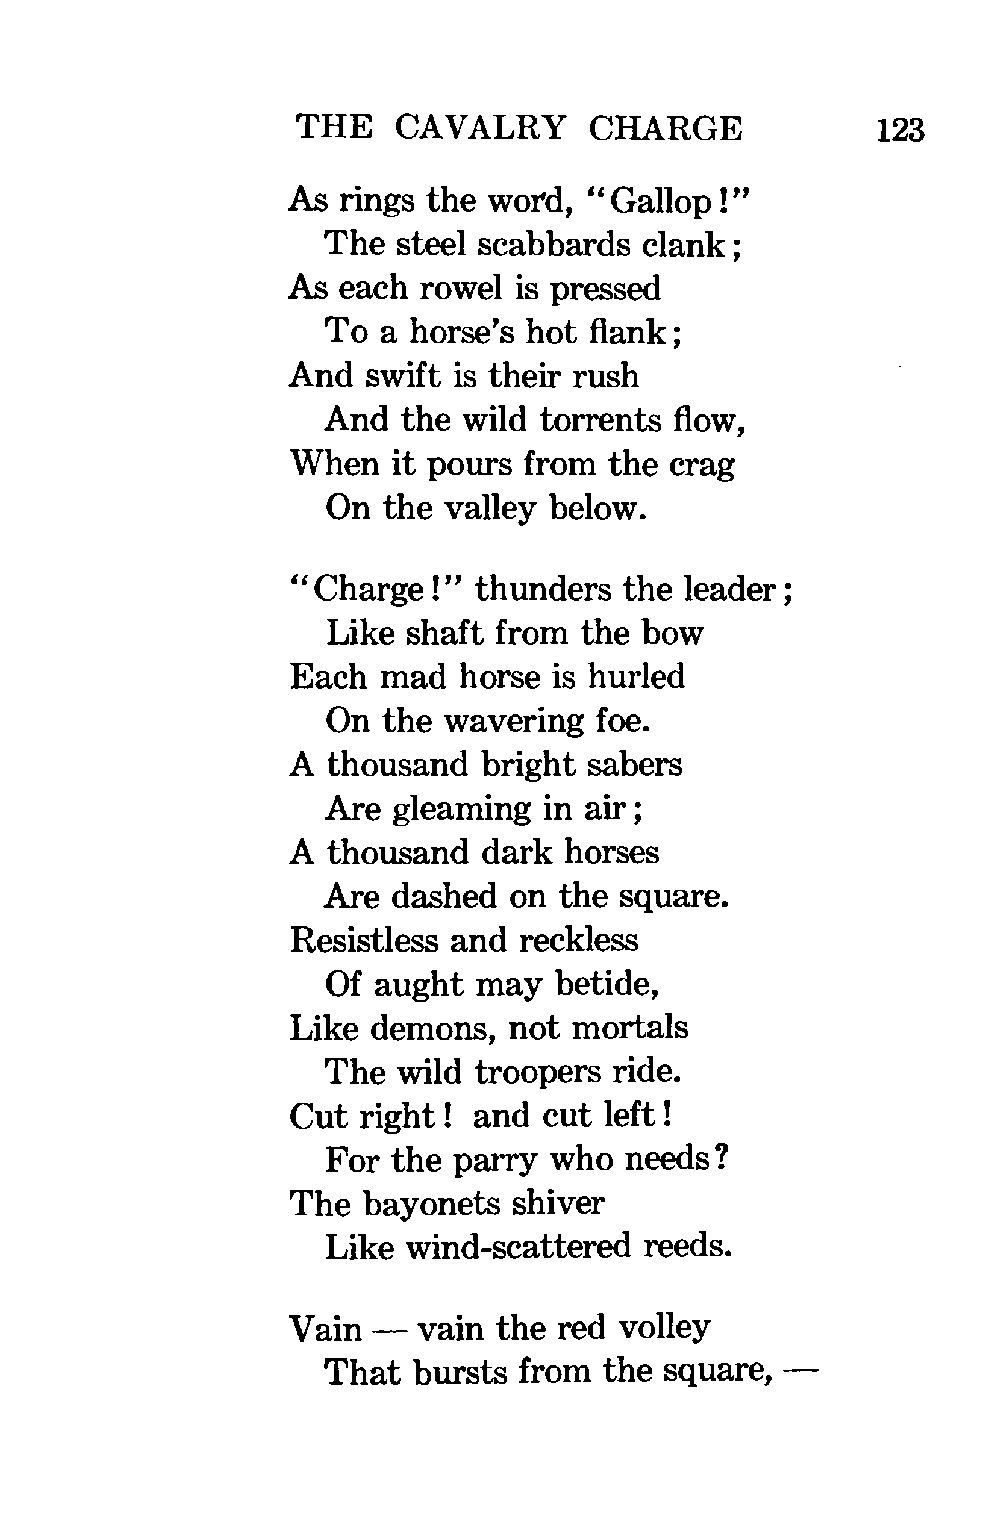 THE CAVALRY CHARGE 123
As rings the word, "Gallop!"
The steel scabbards clank;
As each rowel is pressed
To a horse's hot flank;
And swift is their rush
And the wild torrents flow,
When it pours from the crag
On the valley below.
"Charge!" thunders the leader;
Like shaft from the bow
Each mad horse is hurled
On the wavering foe.
A thousand bright sabers
Are gleaming in air;
A thousand dark horses
Are dashed on the square.
Resistless and reckless
Of aught may betide,
Like demons, not mortals
The wild troopers ride.
Cut right! and cut left!
For the parry who needs?
The bayonets shiver
Like wind-scattered reeds.
Vain — vain the red volley
That bursts from the square, —